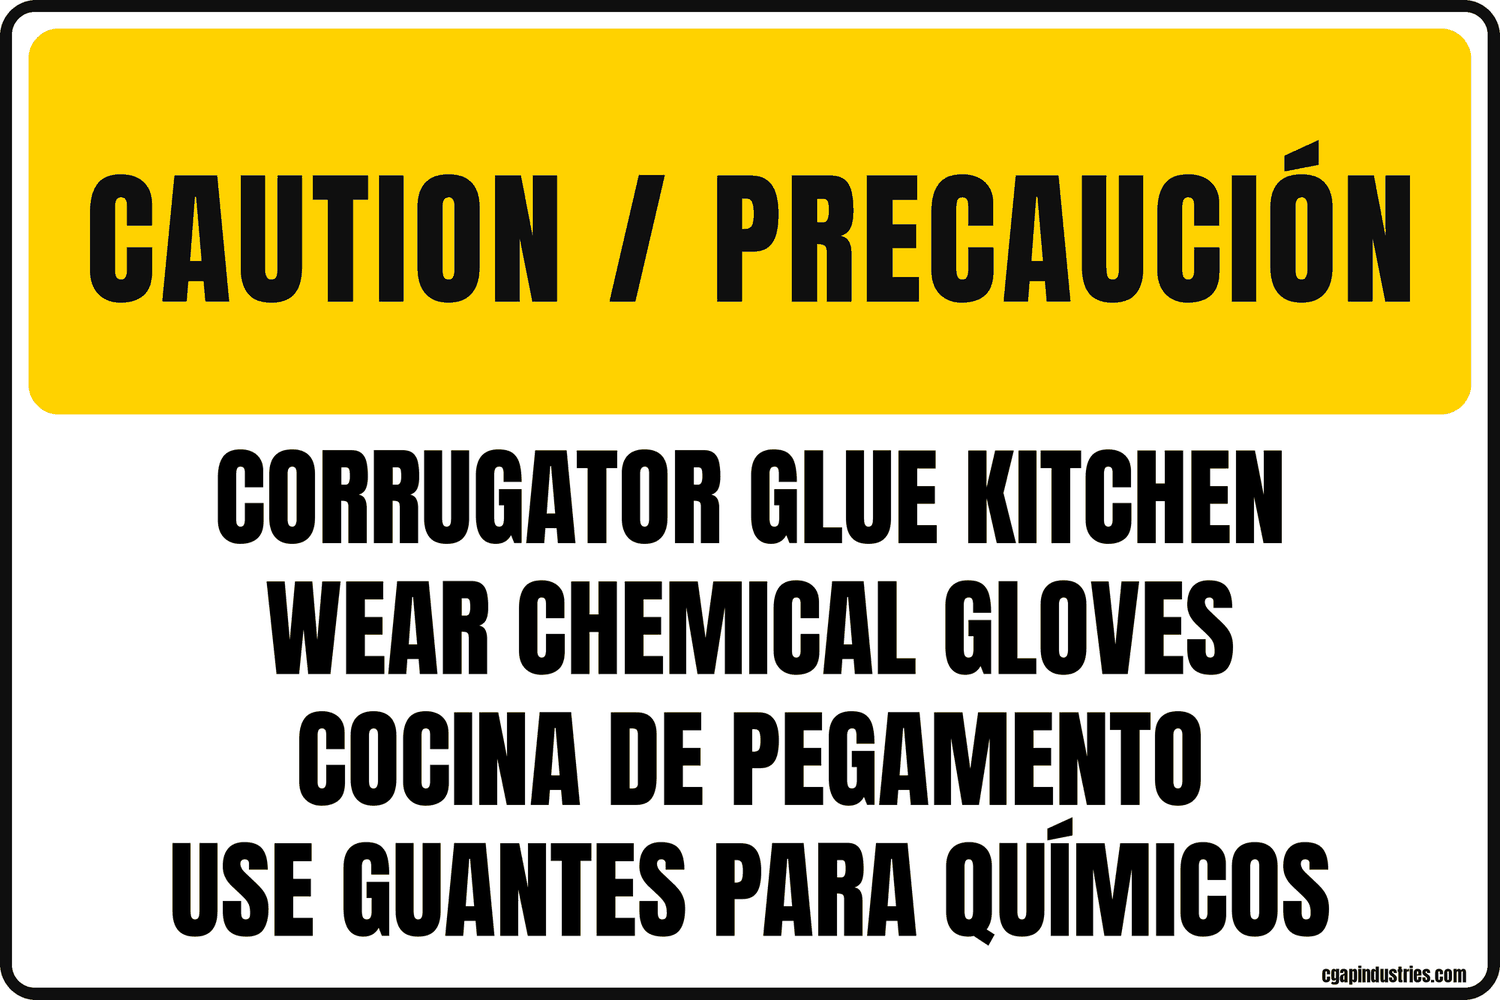 CAUTION / PRECAUCIÓN
CORRUGATOR GLUE KITCHEN
WEAR CHEMICAL GLOVES
COCINA DE PEGAMENTO
USE GUANTES PARA QUÍMICOS
cgapindustries.com